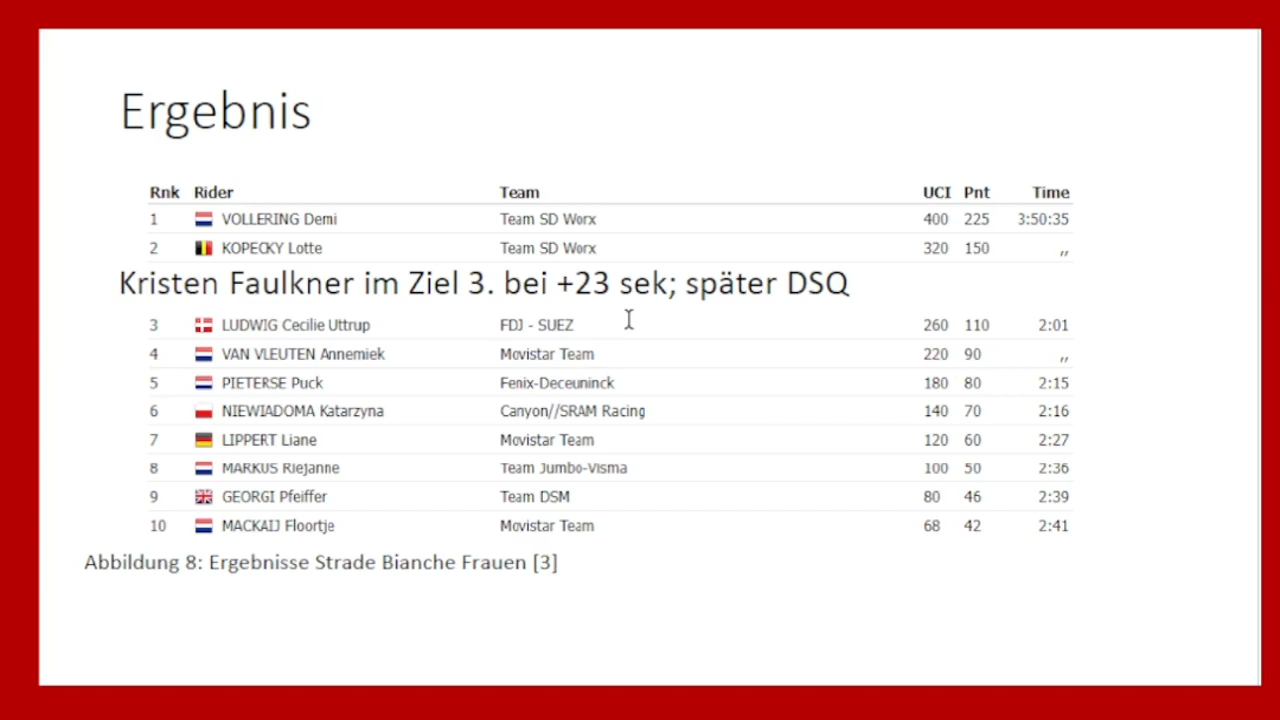 Ergebnis
Rnk Rider Team UCI Pnt Time
1 VOLLERING Demi Team SD Worx 400 225 3:50:35
2 KOPECKY Lotte Team SD Worx 320 150 ,,
Kristen Faulkner im Ziel 3. bei +23 sek; später DSQ
3 LUDWIG Cecilie Uttrup FDJ - SUEZ 260 110 2:01
4 VAN VLEUTEN Annemiek Movistar Team 220 90 ,,
5 PIETERSE Puck Fenix-Deceuninck 180 80 2:15
6 NIEWIADOMA Katarzyna Canyon//SRAM Racing 140 70 2:16
7 LIPPERT Liane Movistar Team 120 60 2:27
8 MARKUS Riejanne Team Jumbo-Visma 100 50 2:36
9 GEORGI Pfeiffer Team DSM 80 46 2:39
10 MACKAIJ Floortje Movistar Team 68 42 2:41
Abbildung 8: Ergebnisse Strade Bianche Frauen [3]